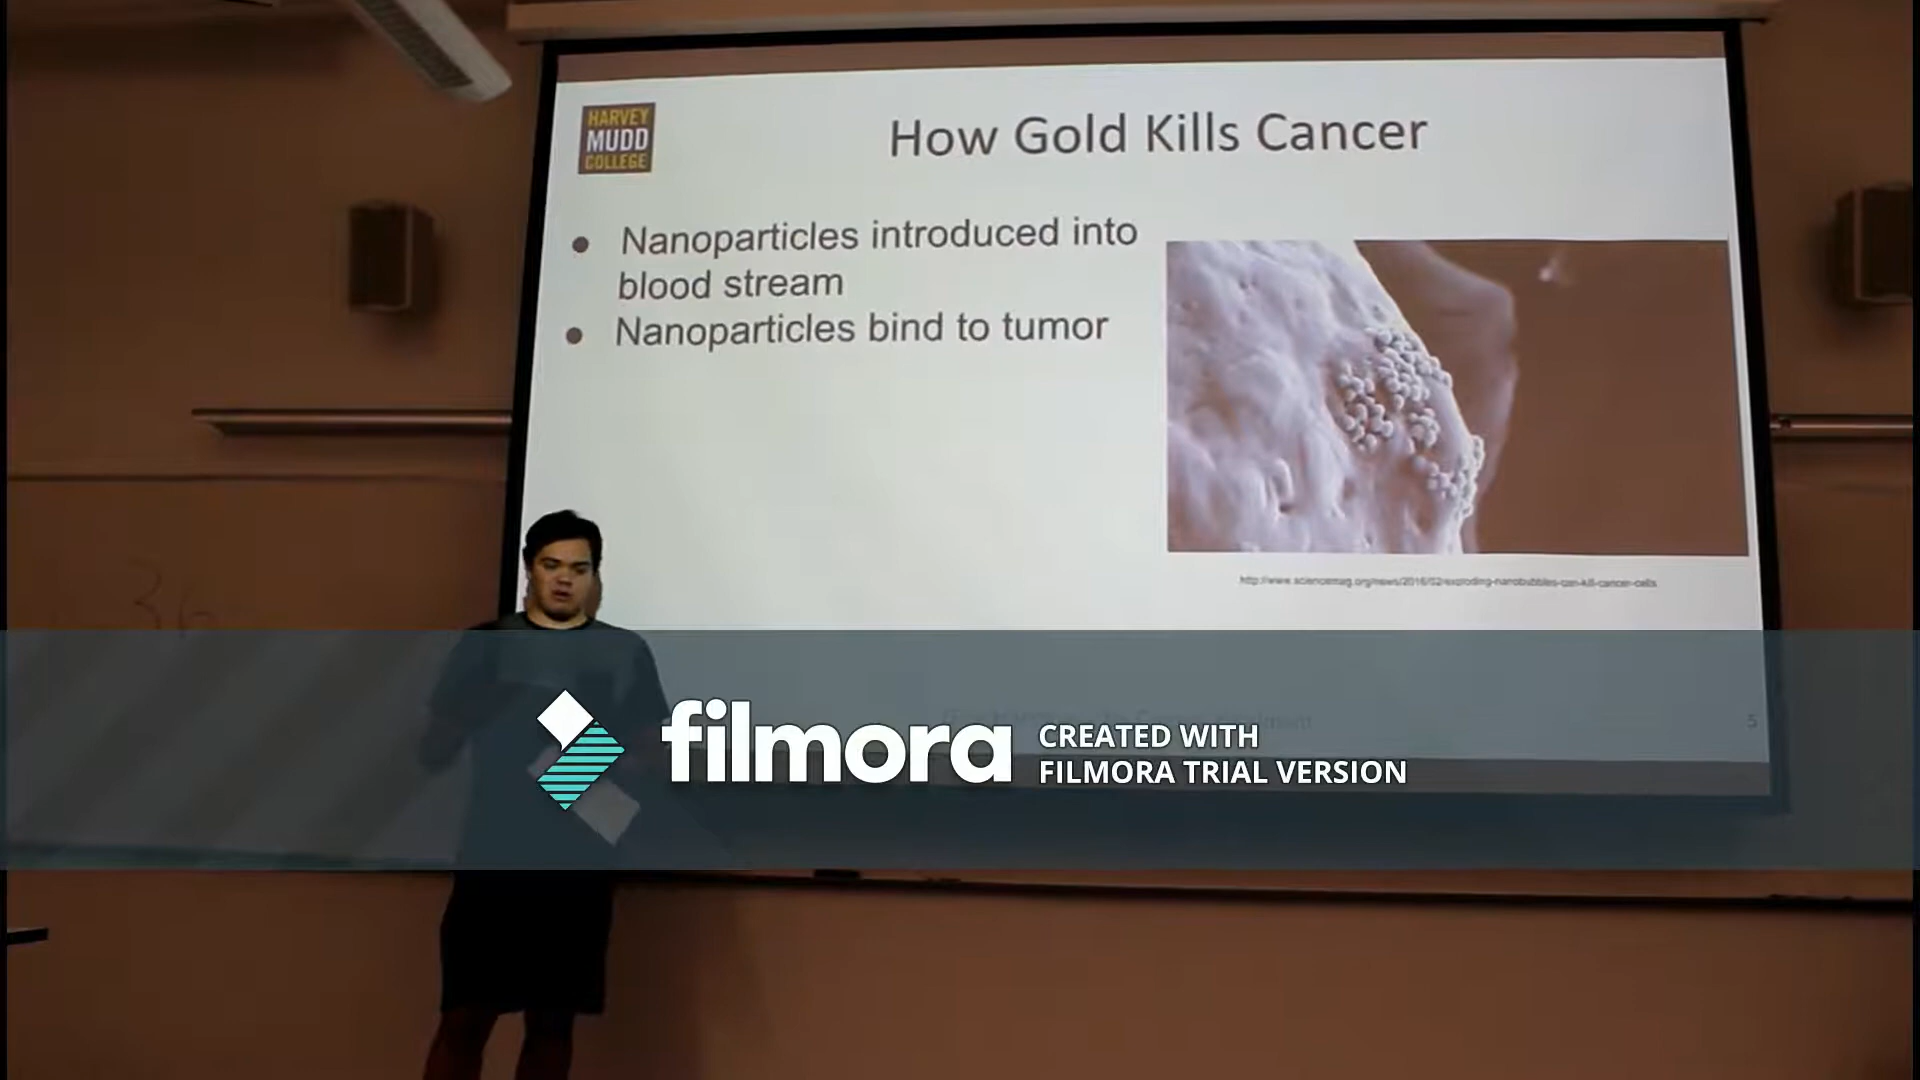 HARVEY
MUDD
COLLEGE
How Gold Kills Cancer
● Nanoparticles introduced into
blood stream
● Nanoparticles bind to tumor
http://www.sciencemag.org/news/2016/02/exploding-nanobubbles-can-kill-cancer-cells
5
filmora
CREATED WITH
FILMORA TRIAL VERSION